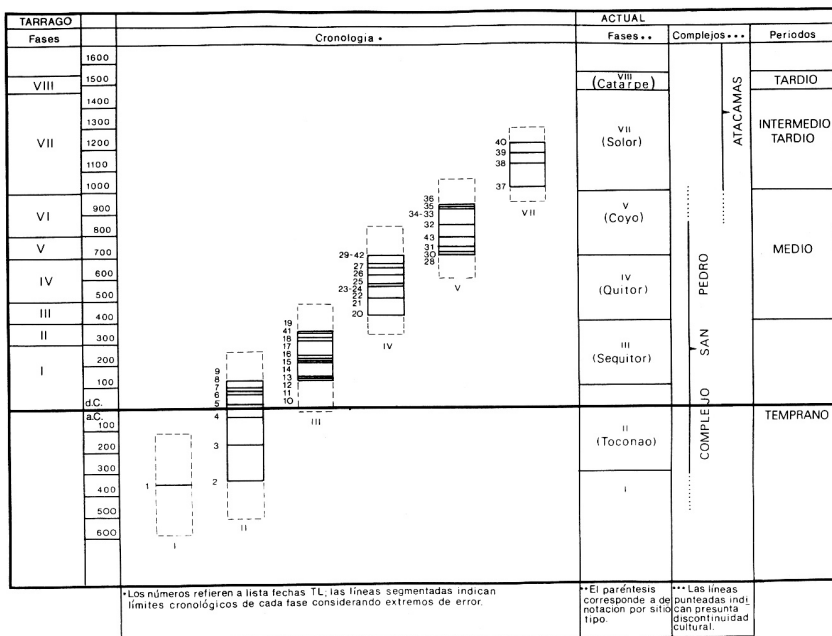 TARRAGO
ACTUAL
Fases
Cronologia •
Fases • •
Complejos • • •
Periodos
1600
1500
1400
1300
1200
1100
1000
900
800
700
600
500
400
300
200
100
d.C.
a.C.
100
200
300
400
500
600
VIII
VII
VI
V
IV
III
II
I
1
I
9
8
7
6
5
4
3
2
II
19
41
18
17
16
15
14
13
12
11
10
III
29-42
27
26
25
23-24
22
21
20
IV
36
35
34-33
32
43
31
30
28
V
40
39
38
37
VII
VIII
(Catarpe)
VII
(Solor)
V
(Coyo)
IV
(Quitor)
III
(Sequitor)
II
(Toconao)
I
ATACAMAS
COMPLEJO SAN PEDRO
TARDIO
INTERMEDIO
TARDIO
MEDIO
TEMPRANO
•Los números refieren a lista fechas TL; las líneas segmentadas indican
límites cronológicos de cada fase considerando extremos de error.
••El paréntesis
corresponde a de
notacion por sitio
tipo.
••• Las líneas
punteadas indi_
can presunta
discontinuidad
cultural.